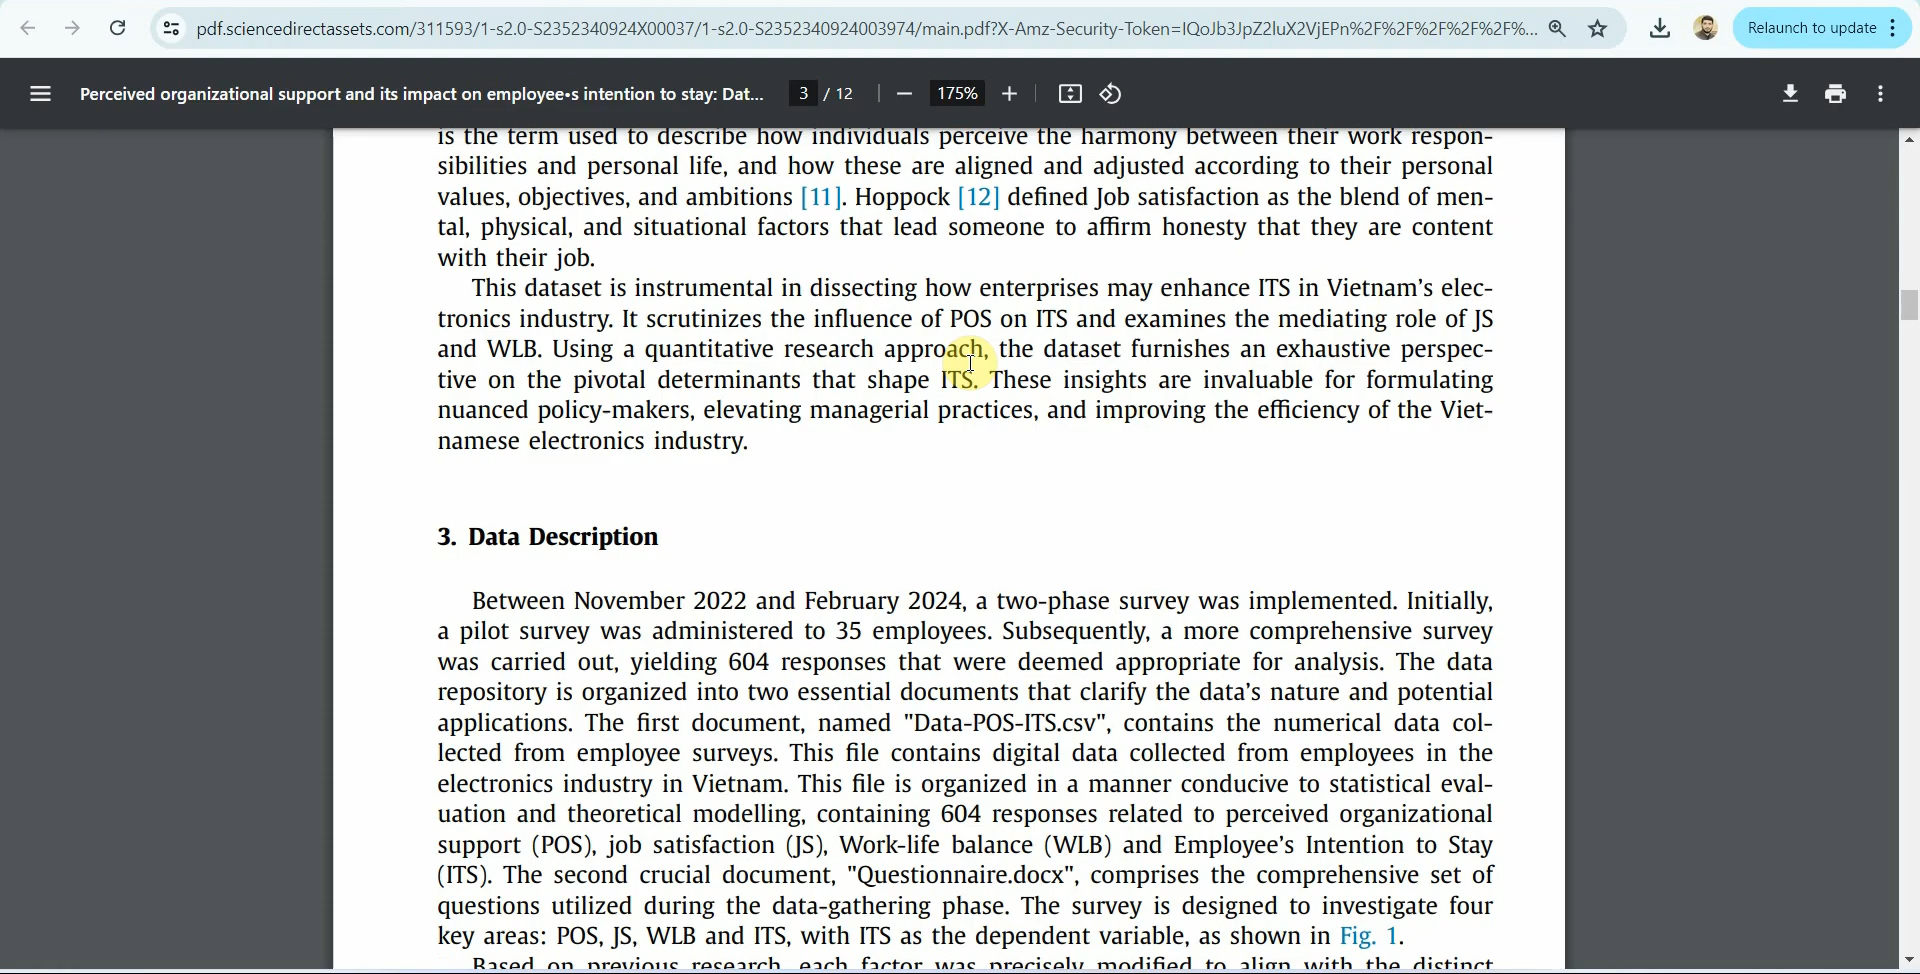 pdf.sciencedirectassets.com/311593/1-s2.0-S2352340924X00037/1-s2.0-S2352340924003974/main.pdf?X-Amz-Security-Token=IQoJb3JpZ2luX2VjEPn%2F%2F%2F%2F%2F%2F%...
Relaunch to update
Perceived organizational support and its impact on employee•s intention to stay: Dat...
3 / 12
175%
is the term used to describe how individuals perceive the harmony between their work respon-
sibilities and personal life, and how these are aligned and adjusted according to their personal
values, objectives, and ambitions [11]. Hoppock [12] defined Job satisfaction as the blend of men-
tal, physical, and situational factors that lead someone to affirm honesty that they are content
with their job.
This dataset is instrumental in dissecting how enterprises may enhance ITS in Vietnam’s elec-
tronics industry. It scrutinizes the influence of POS on ITS and examines the mediating role of JS
and WLB. Using a quantitative research approach, the dataset furnishes an exhaustive perspec-
tive on the pivotal determinants that shape ITS. These insights are invaluable for formulating
nuanced policy-makers, elevating managerial practices, and improving the efficiency of the Viet-
namese electronics industry.
3. Data Description
Between November 2022 and February 2024, a two-phase survey was implemented. Initially,
a pilot survey was administered to 35 employees. Subsequently, a more comprehensive survey
was carried out, yielding 604 responses that were deemed appropriate for analysis. The data
repository is organized into two essential documents that clarify the data’s nature and potential
applications. The first document, named "Data-POS-ITS.csv", contains the numerical data col-
lected from employee surveys. This file contains digital data collected from employees in the
electronics industry in Vietnam. This file is organized in a manner conducive to statistical eval-
uation and theoretical modelling, containing 604 responses related to perceived organizational
support (POS), job satisfaction (JS), Work-life balance (WLB) and Employee’s Intention to Stay
(ITS). The second crucial document, "Questionnaire.docx", comprises the comprehensive set of
questions utilized during the data-gathering phase. The survey is designed to investigate four
key areas: POS, JS, WLB and ITS, with ITS as the dependent variable, as shown in Fig. 1.
Based on previous research, each factor was precisely modified to align with the distinct